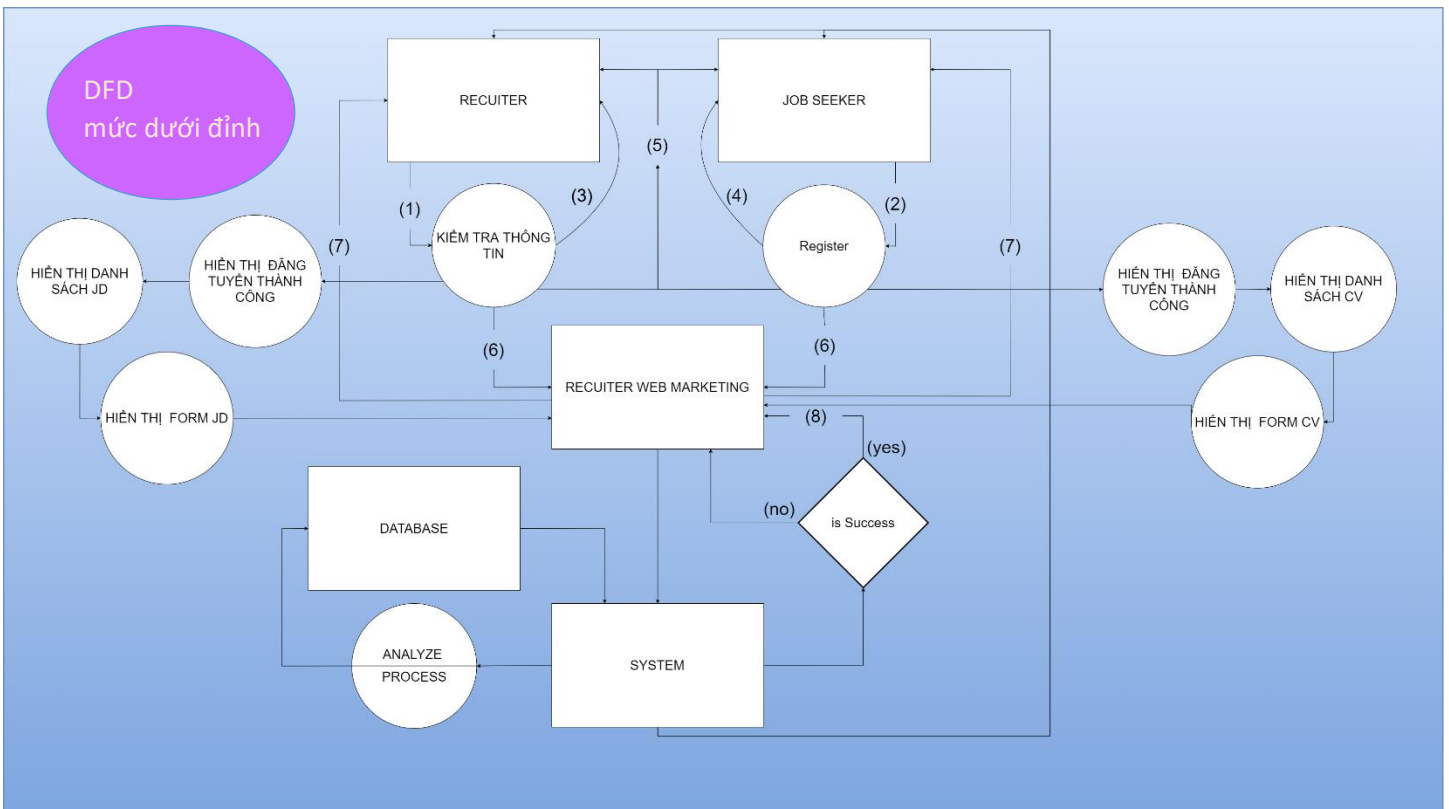 DFD
mức dưới đỉnh
RECUITER
JOB SEEKER
(5)
(1)
(3)
(4)
(2)
(7)
KIỂM TRA THÔNG
TIN
Register
(7)
HIỂN THỊ DANH
SÁCH JD
HIỂN THỊ ĐĂNG
TUYỂN THÀNH
CÔNG
HIỂN THỊ ĐĂNG
TUYỂN THÀNH
CÔNG
HIỂN THỊ DANH
SÁCH CV
(6)
(6)
RECUITER WEB MARKETING
HIỂN THỊ FORM JD
(8)
HIỂN THỊ FORM CV
(yes)
(no)
is Success
DATABASE
ANALYZE
PROCESS
SYSTEM